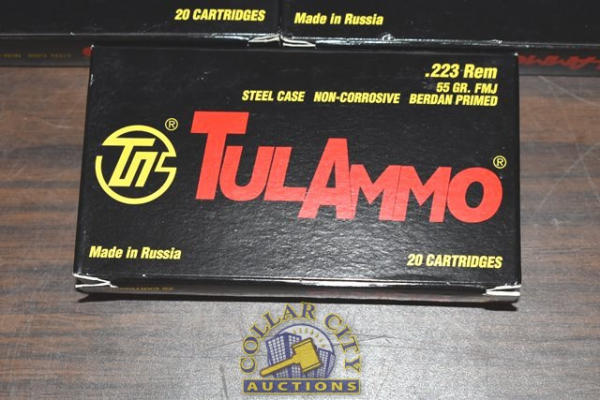 20 CARTRIDGES
Made in Russia
.223 Rem
55 GR. FMJ
STEEL CASE NON-CORROSIVE BERDAN PRIMED
®
TULAMMO®
Made in Russia
20 CARTRIDGES
COLLAR CITY
AUCTIONS